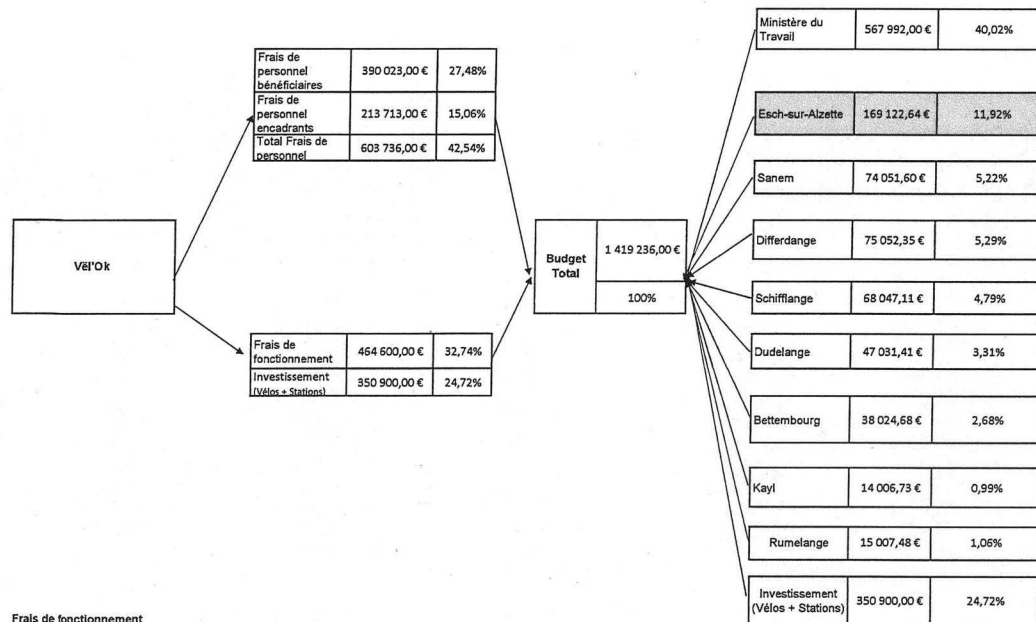 Vël'Ok
Frais de
personnel
bénéficiaires
390 023,00 €
27,48%
Frais de
personnel
encadrants
213 713,00 €
15,06%
Total Frais de
personnel
603 736,00 €
42,54%
Frais de
fonctionnement
464 600,00 €
32,74%
Investissement
(Vélos + Stations)
350 900,00 €
24,72%
Budget
Total
1 419 236,00 €
100%
Ministère du
Travail
567 992,00 €
40,02%
Esch-sur-Alzette
169 122,64 €
11,92%
Sanem
74 051,60 €
5,22%
Differdange
75 052,35 €
5,29%
Schifflange
68 047,11 €
4,79%
Dudelange
47 031,41 €
3,31%
Bettembourg
38 024,68 €
2,68%
Kayl
14 006,73 €
0,99%
Rumelange
15 007,48 €
1,06%
Investissement
(Vélos + Stations)
350 900,00 €
24,72%
Frais de fonctionnement